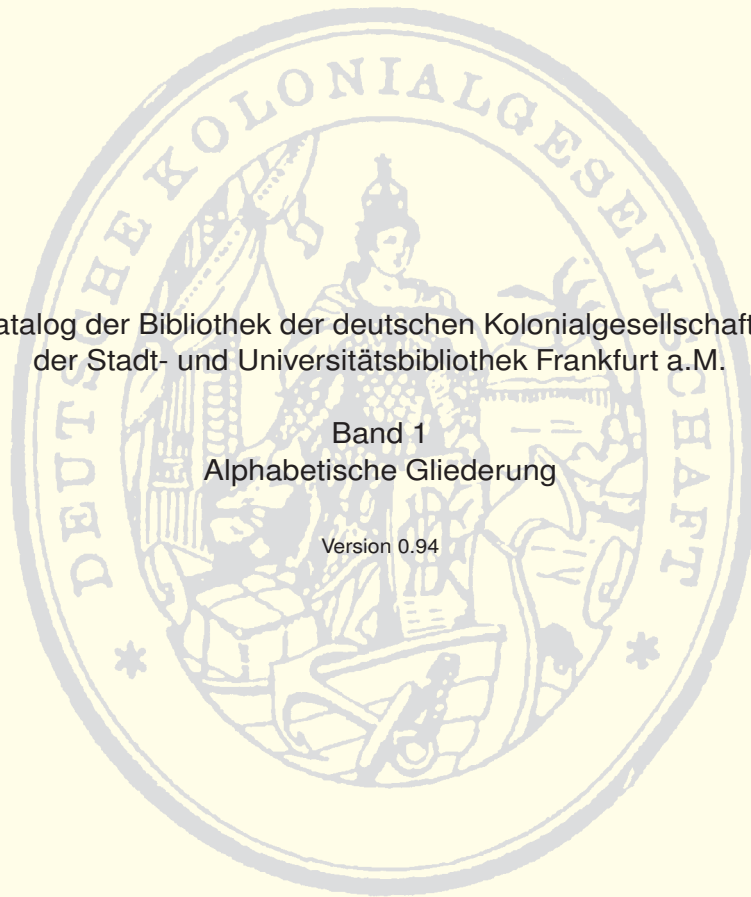 DEUTSCHE KOLONIALGESELLSCHAFT
atalog der Bibliothek der deutschen Kolonialgesellschaft
der Stadt- und Universitätsbibliothek Frankfurt a.M.
Band 1
Alphabetische Gliederung
Version 0.94